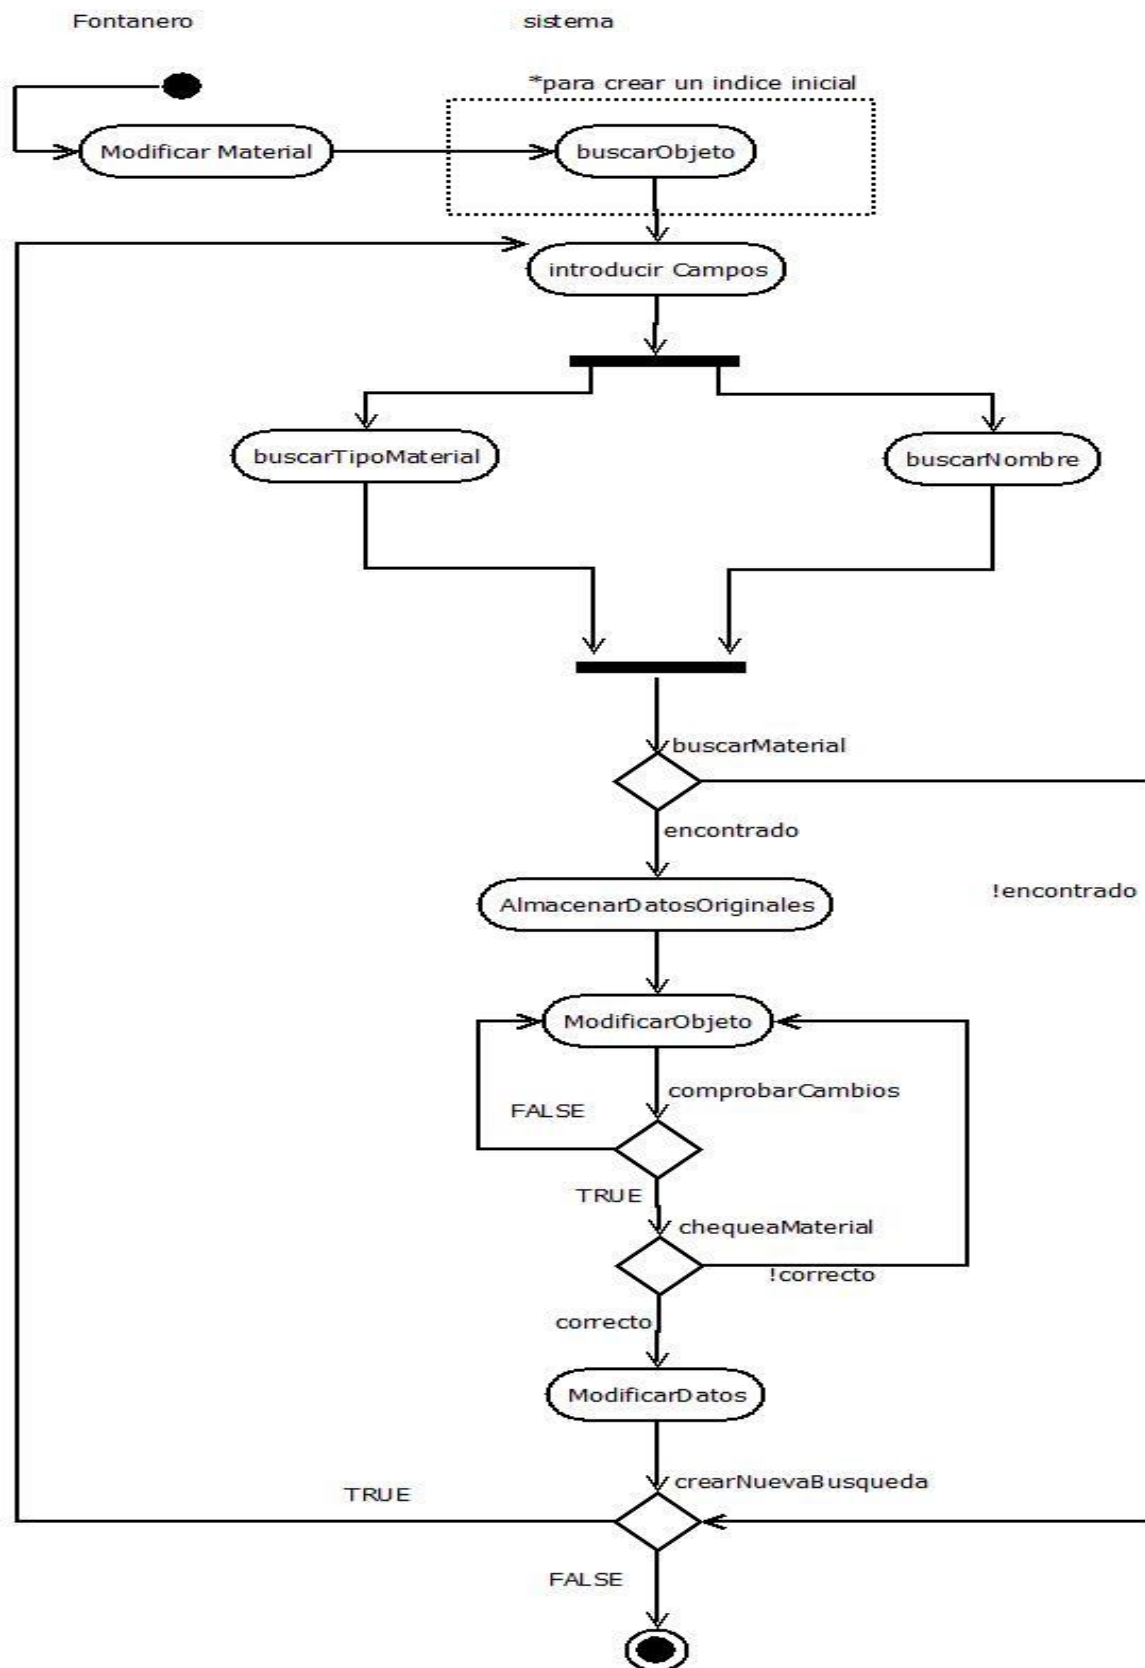 Fontanero
sistema
*para crear un indice inicial
Modificar Material
buscarObjeto
introducir Campos
buscarTipoMaterial
buscarNombre
buscarMaterial
encontrado
!encontrado
AlmacenarDatosOriginales
ModificarObjeto
comprobarCambios
FALSE
TRUE
chequeaMaterial
!correcto
correcto
ModificarDatos
crearNuevaBusqueda
TRUE
FALSE